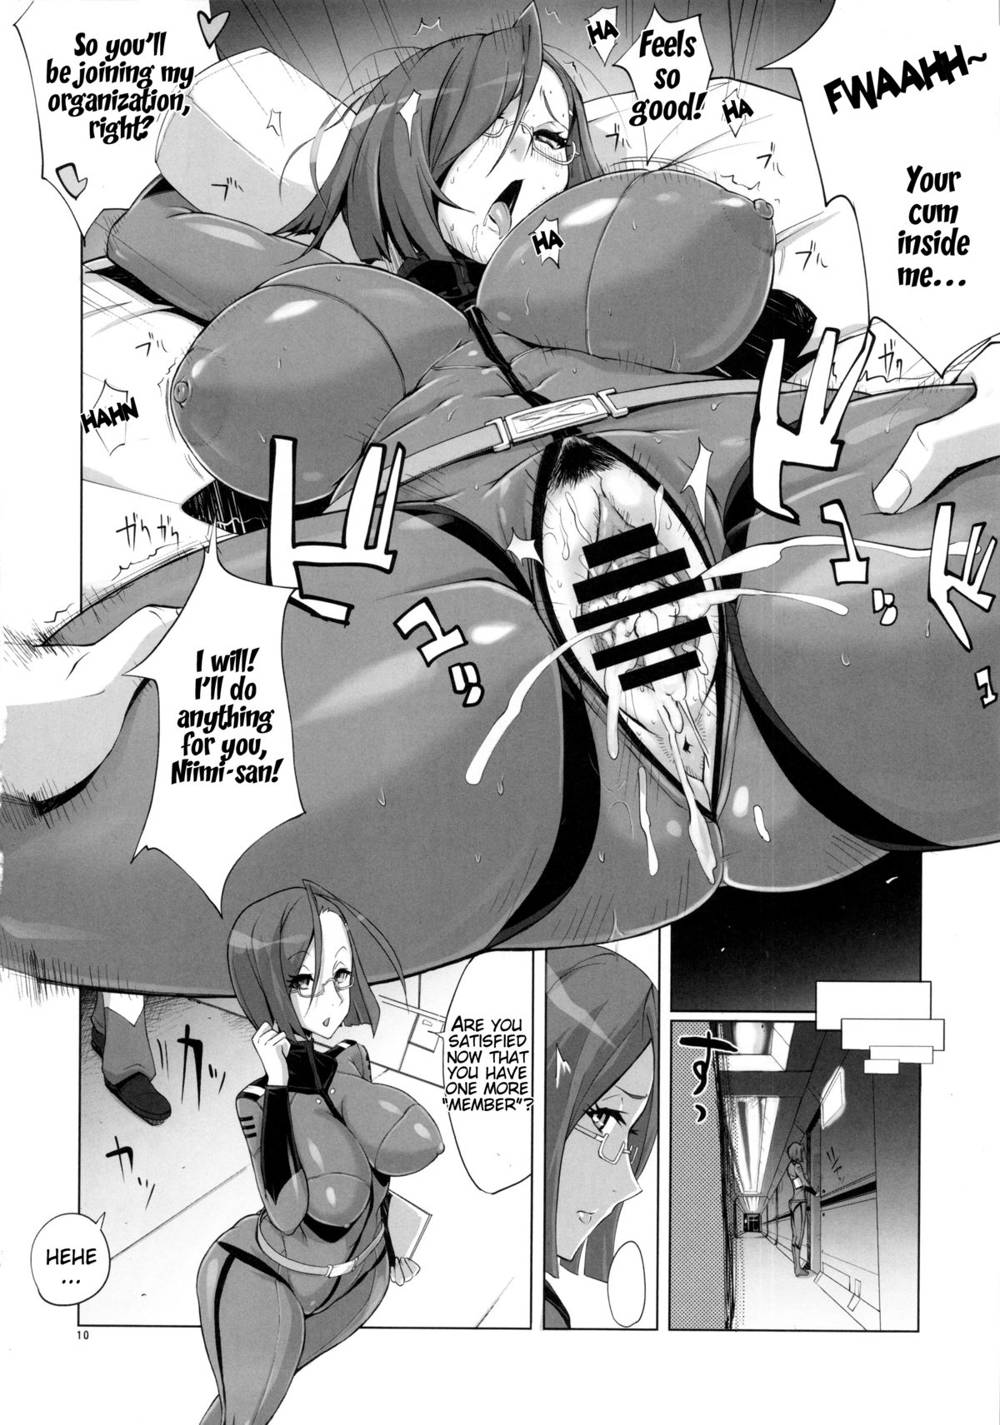 So you'll
be joining my
organization,
right?
HA
Feels
so
good!
HA
FWAAHH~
Your
cum
inside
me...
HA
HAHN
I will!
I'll do
anything
for you,
Niimi-san!
ARE YOU
SATISFIED
NOW THAT
YOU HAVE
ONE MORE
"MEMBER"?
HEHE
...
10